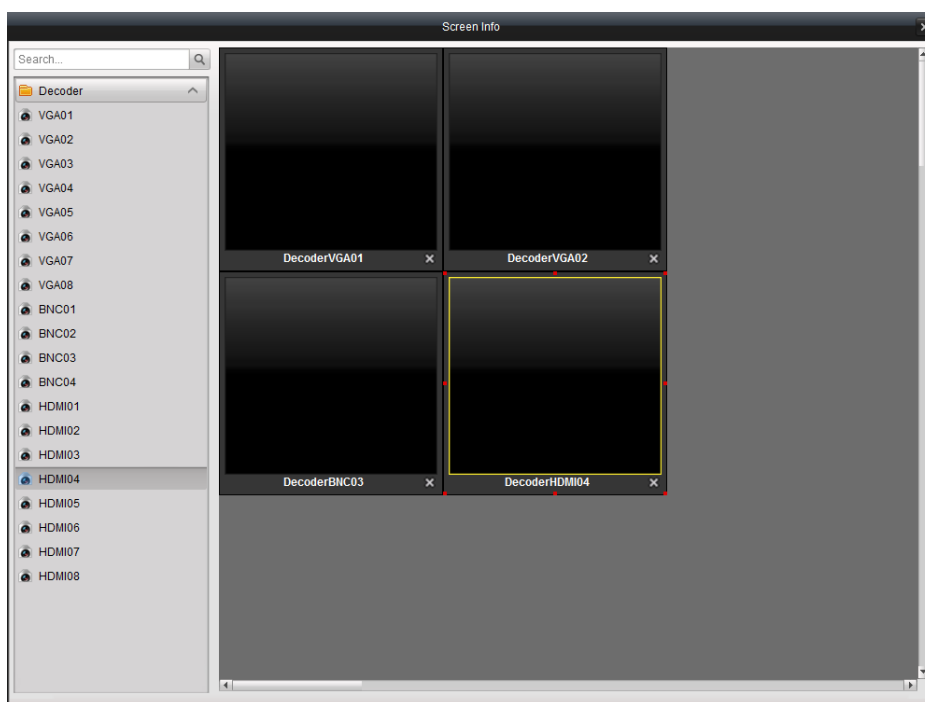 Screen Info
Search...
Decoder
VGA01
VGA02
VGA03
VGA04
VGA05
VGA06
VGA07
VGA08
BNC01
BNC02
BNC03
BNC04
HDMI01
HDMI02
HDMI03
HDMI04
HDMI05
HDMI06
HDMI07
HDMI08
DecoderVGA01
DecoderVGA02
DecoderBNC03
DecoderHDMI04